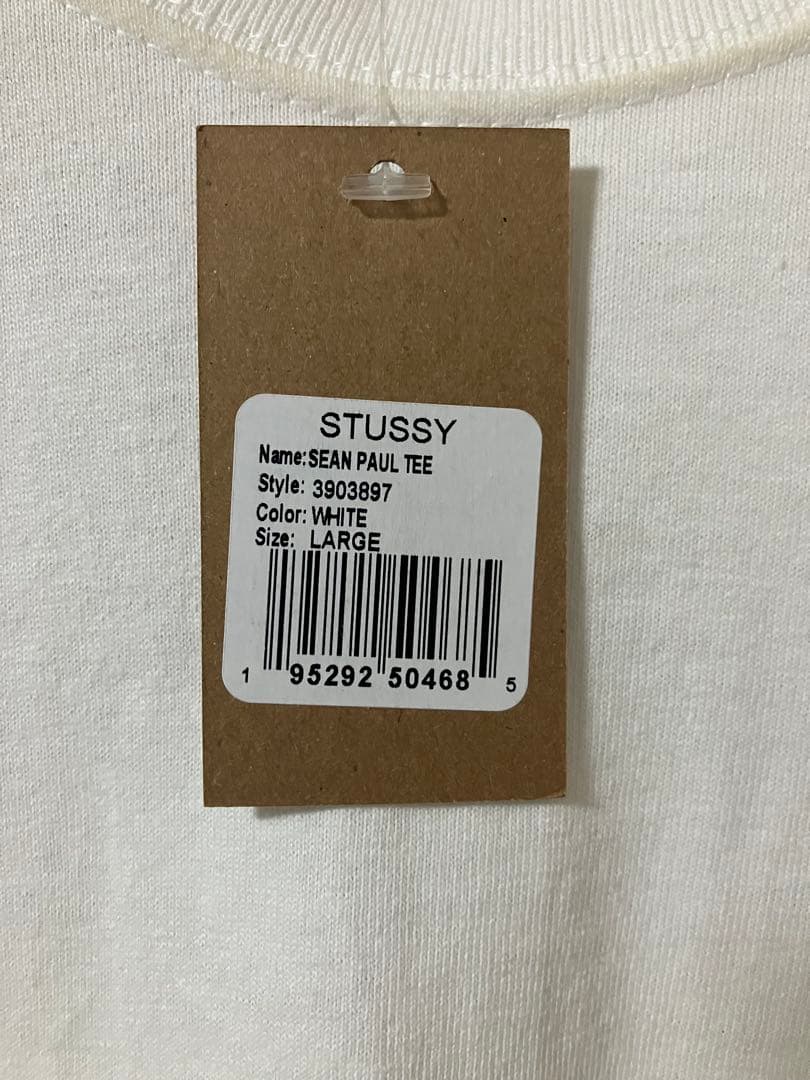 STUSSY
Name:SEAN PAUL TEE
Style: 3903897
Color: WHITE
Size: LARGE
1 95292 50468 5